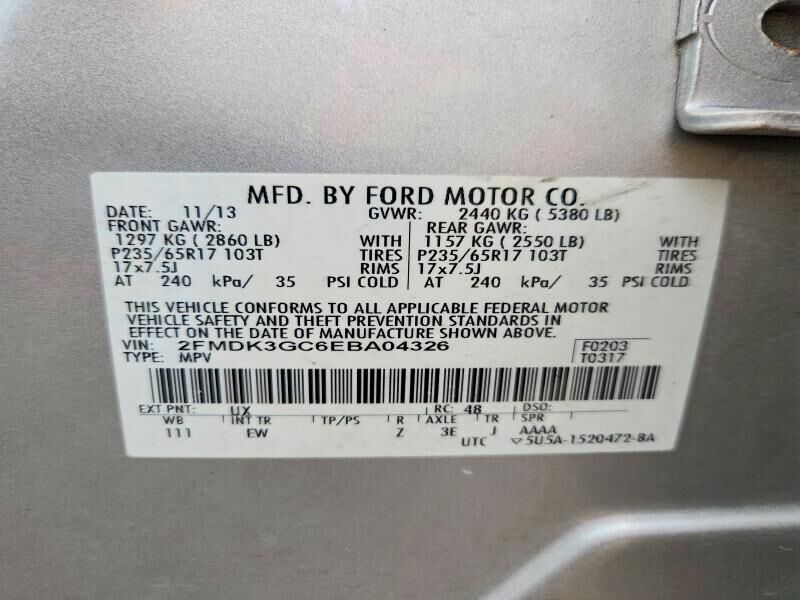 MFD. BY FORD MOTOR CO.
DATE: 11/13 GVWR: 2440 KG ( 5380 LB)
FRONT GAWR: REAR GAWR:
1297 KG ( 2860 LB) WITH 1157 KG ( 2550 LB) WITH
P235/65R17 103T TIRES P235/65R17 103T TIRES
17x7.5J RIMS 17x7.5J RIMS
AT 240 kPa/ 35 PSI COLD AT 240 kPa/ 35 PSI COLD
THIS VEHICLE CONFORMS TO ALL APPLICABLE FEDERAL MOTOR
VEHICLE SAFETY AND THEFT PREVENTION STANDARDS IN
EFFECT ON THE DATE OF MANUFACTURE SHOWN ABOVE.
VIN: 2FMDK3GC6EBA04326 F0203
TYPE: MPV T0317
EXT PNT: UX RC: 48 DSO:
WB INT TR TP/PS R AXLE TR SPR
111 EW Z 3E J AAAA
UTC ▽5U5A-1520472-BA